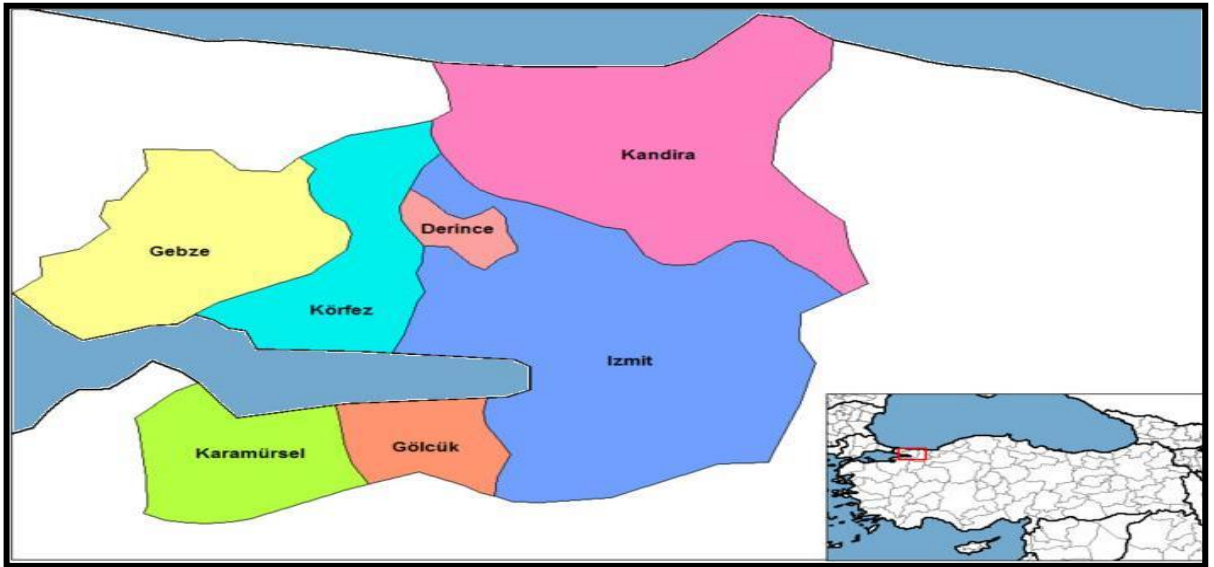 Kandira
Derince
Gebze
Körfez
Izmit
Karamürsel
Gölcük